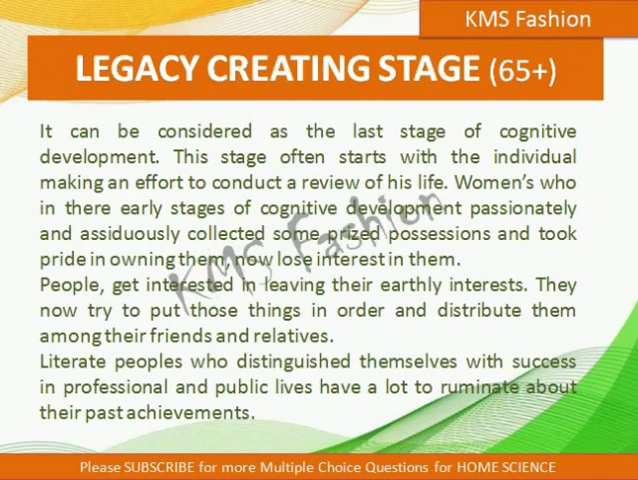 KMS Fashion
LEGACY CREATING STAGE (65+)
It can be considered as the last stage of cognitive
development. This stage often starts with the individual
making an effort to conduct a review of his life. Women's who
in there early stages of cognitive development passionately
and assiduously collected some prized possessions and took
pride in owning them, now lose interest in them.
People, get interested in leaving their earthly interests. They
now try to put those things in order and distribute them
among their friends and relatives.
Literate peoples who distinguished themselves with success
in professional and public lives have a lot to ruminate about
their past achievements.
KMS Fashion
Please SUBSCRIBE for more Multiple Choice Questions for HOME SCIENCE